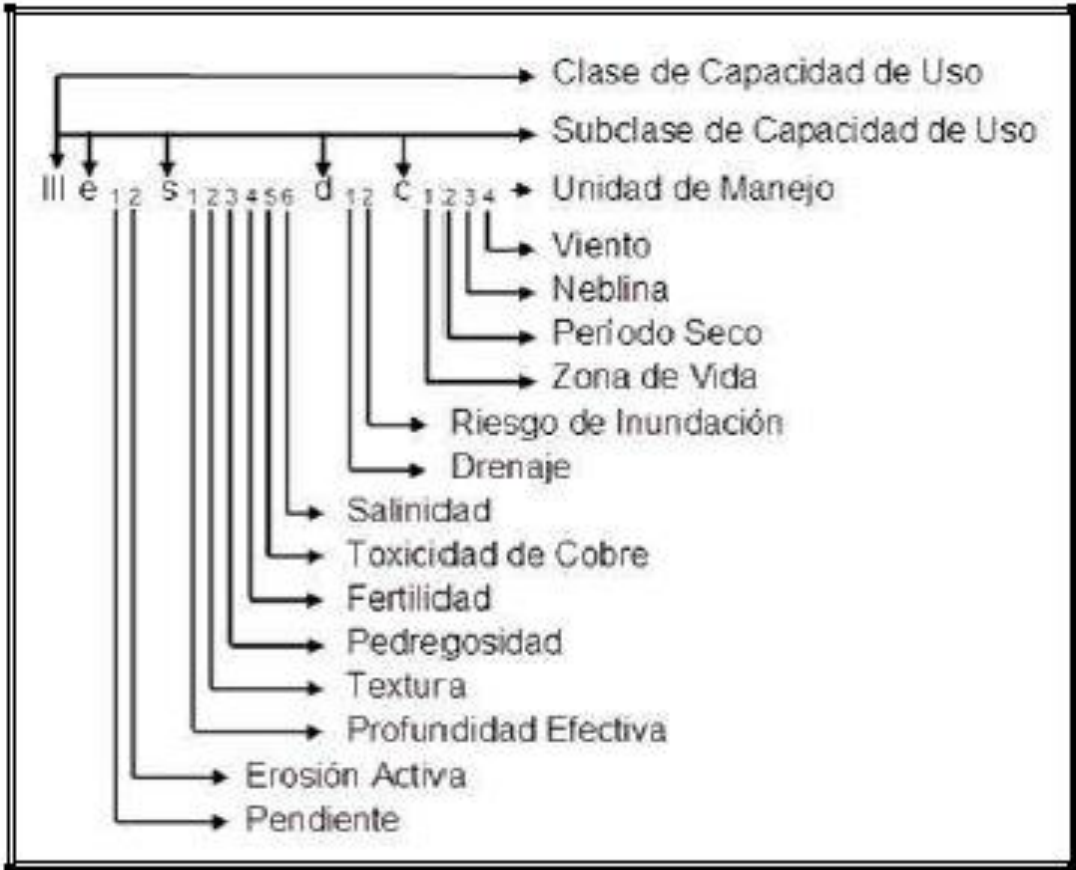 Clase de Capacidad de Uso
Subclase de Capacidad de Uso
III e 1 2 s 1 2 3 4 5 6 d 1 2 c 1 2 3 4 Unidad de Manejo
Viento
Neblina
Período Seco
Zona de Vida
Riesgo de Inundación
Drenaje
Salinidad
Toxicidad de Cobre
Fertilidad
Pedregosidad
Textura
Profundidad Efectiva
Erosión Activa
Pendiente